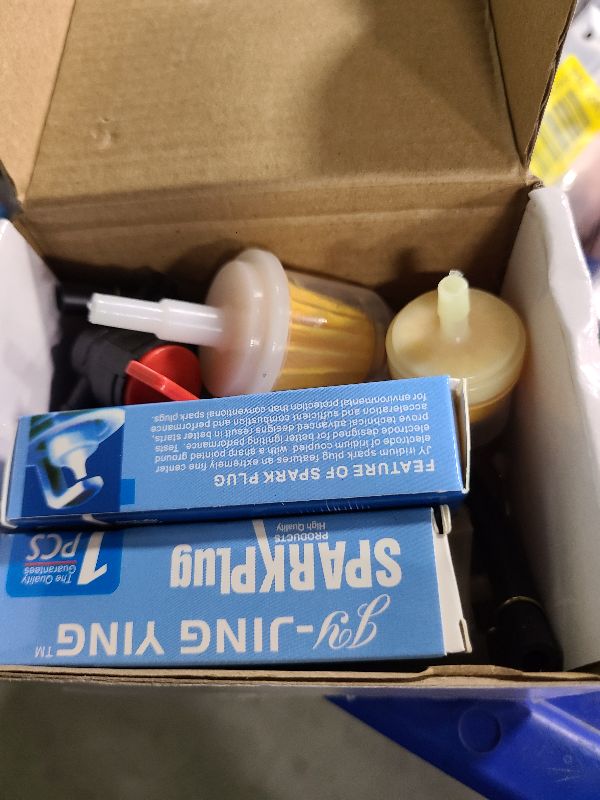 FEATURE OF SPARK PLUG
JY iridium spark plug features an extremely fine center
electrode of iridium coupled with a sharp pointed ground
electrode designed for better igniting performance. Tests
prove technical advanced designs result in better starts,
acceleration and sufficient combustion and performance
for environmental protection than conventional spark plugs.
gy-JING YING™
SPARKPlug
PRODUCTS
High Quality
1
PCS
The Quality
Guarantees